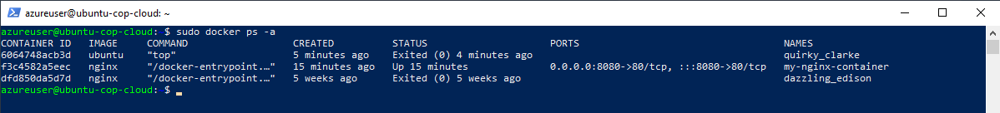 azureuser@ubuntu-cop-cloud: ~
azureuser@ubuntu-cop-cloud: $ sudo docker ps -a
CONTAINER ID   IMAGE     COMMAND                  CREATED          STATUS                     PORTS                                   NAMES
6064748acb3d   ubuntu    "top"                    5 minutes ago    Exited (0) 4 minutes ago                                           quirky_clarke
f3c4582a5eec   nginx     "/docker-entrypoint.…"   15 minutes ago   Up 15 minutes              0.0.0.0:8080->80/tcp, :::8080->80/tcp   my-nginx-container
dfd850da5d7d   nginx     "/docker-entrypoint.…"   5 weeks ago      Exited (0) 5 weeks ago                                             dazzling_edison
azureuser@ubuntu-cop-cloud: $